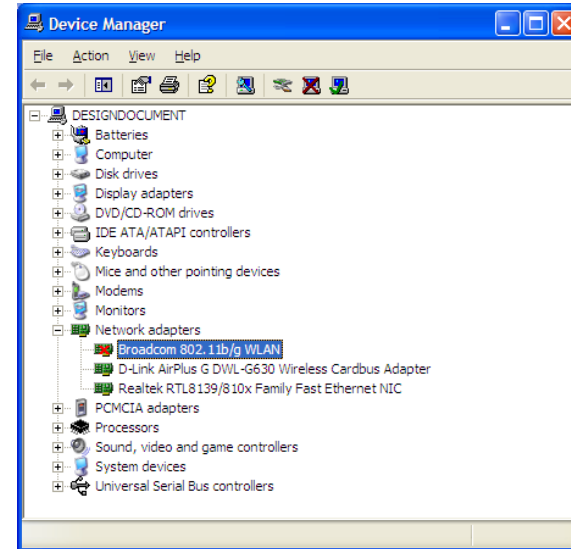 Device Manager
File Action View Help
DESIGNDOCUMENT
Batteries
Computer
Disk drives
Display adapters
DVD/CD-ROM drives
IDE ATA/ATAPI controllers
Keyboards
Mice and other pointing devices
Modems
Monitors
Network adapters
Broadcom 802.11b/g WLAN
D-Link AirPlus G DWL-G630 Wireless Cardbus Adapter
Realtek RTL8139/810x Family Fast Ethernet NIC
PCMCIA adapters
Processors
Sound, video and game controllers
System devices
Universal Serial Bus controllers